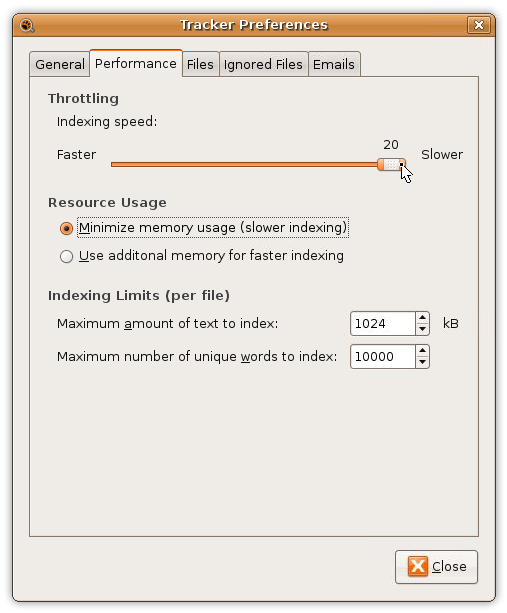 Tracker Preferences
General Performance Files Ignored Files Emails
Throttling
Indexing speed:
20
Faster Slower
Resource Usage
Minimize memory usage (slower indexing)
Use additonal memory for faster indexing
Indexing Limits (per file)
Maximum amount of text to index: 1024 kB
Maximum number of unique words to index: 10000
Close